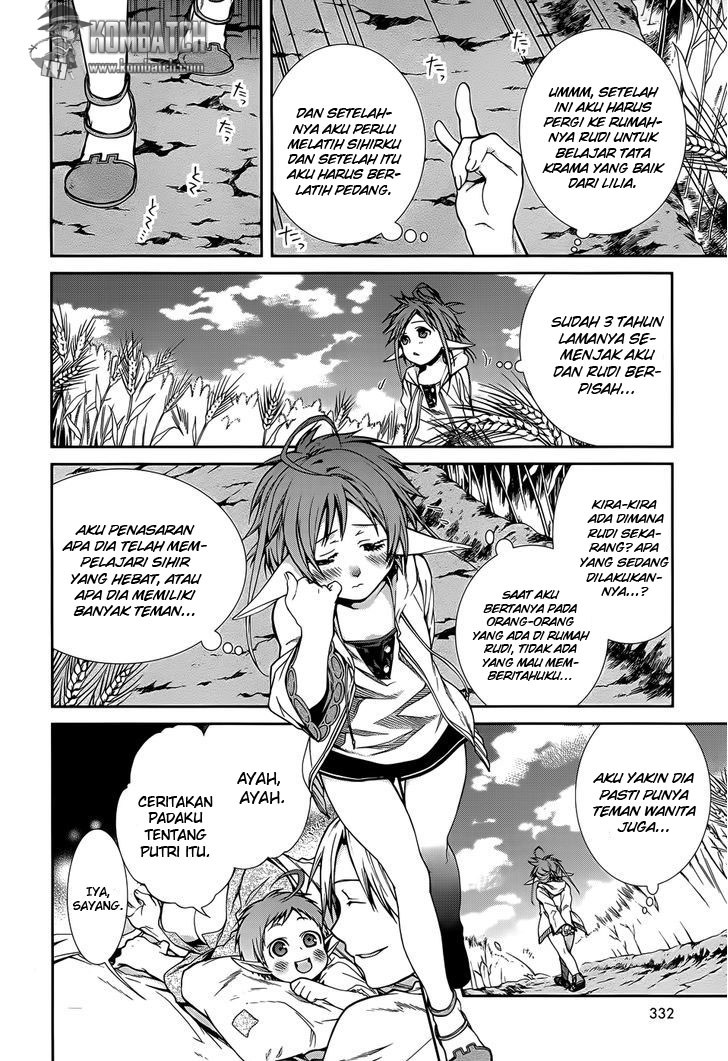 KOMBATCH
www.kombatch.com
UMMM, SETELAH
INI AKU HARUS
PERGI KE RUMAH-
NYA RUDI UNTUK
BELAJAR TATA
KRAMA YANG BAIK
DARI LILIA.
DAN SETELAH-
NYA AKU PERLU
MELATIH SIHIRKU
DAN SETELAH ITU
AKU HARUS BER-
LATIH PEDANG.
SUDAH 3 TAHUN
LAMANYA SE-
MENJAK AKU
DAN RUDI BER-
PISAH...
KIRA-KIRA
ADA DIMANA
RUDI SEKA-
RANG? APA
YANG SEDANG
DILAKUKAN-
NYA...?
SAAT AKU
BERTANYA PADA
ORANG-ORANG
YANG ADA DI RUMAH
RUDI, TIDAK ADA
YANG MAU MEM-
BERITAHUKU...
AKU PENASARAN
APA DIA TELAH MEM-
PELAJARI SIHIR
YANG HEBAT, ATAU
APA DIA MEMILIKI
BANYAK TEMAN...
AKU YAKIN DIA
PASTI PUNYA
TEMAN WANITA
JUGA...
AYAH,
AYAH.
CERITAKAN
PADAKU
TENTANG
PUTRI ITU.
IYA,
SAYANG.
332